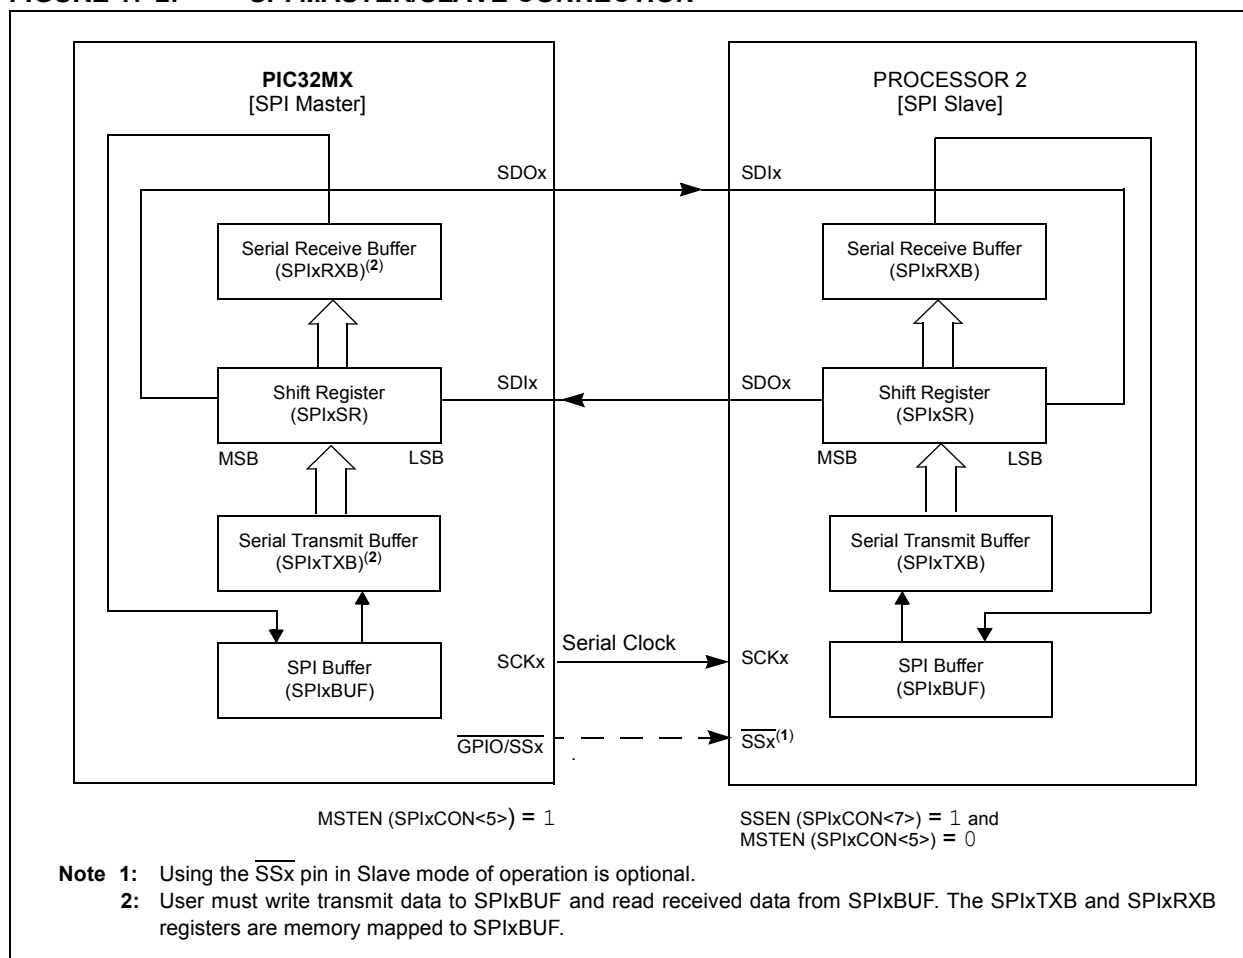 PIC32MX
[SPI Master]
PROCESSOR 2
[SPI Slave]
SDOx
SDIx
Serial Receive Buffer
(SPIxRXB)(2)
Serial Receive Buffer
(SPIxRXB)
SDIx
SDOx
Shift Register
(SPIxSR)
Shift Register
(SPIxSR)
MSB
LSB
MSB
LSB
Serial Transmit Buffer
(SPIxTXB)(2)
Serial Transmit Buffer
(SPIxTXB)
SPI Buffer
(SPIxBUF)
SCKx
Serial Clock
SCKx
SPI Buffer
(SPIxBUF)
GPIO/SSx
.
SSx(1)
MSTEN (SPIxCON<5>) = 1
SSEN (SPIxCON<7>) = 1 and
MSTEN (SPIxCON<5>) = 0
Note 1: Using the SSx pin in Slave mode of operation is optional.
2: User must write transmit data to SPIxBUF and read received data from SPIxBUF. The SPIxTXB and SPIxRXB
registers are memory mapped to SPIxBUF.